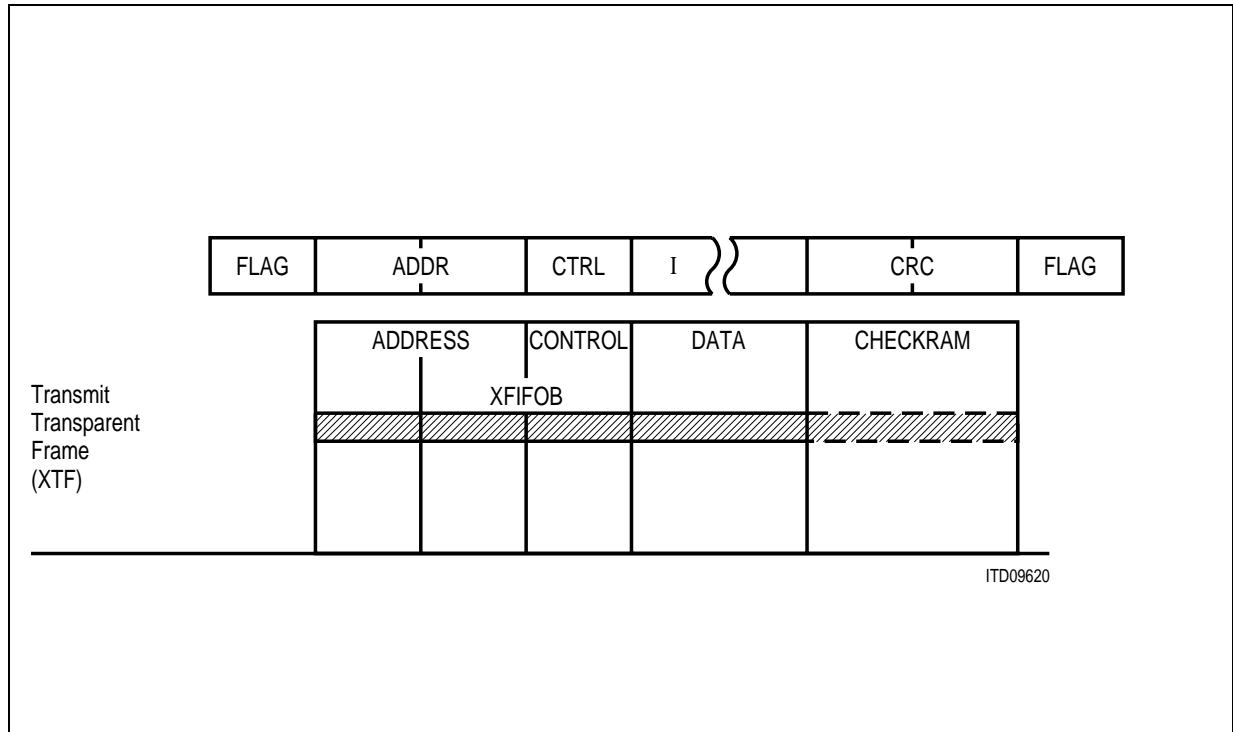 FLAG ADDR CTRL I CRC FLAG
ADDRESS CONTROL DATA CHECKRAM
XFIFOB
Transmit
Transparent
Frame
(XTF)
ITD09620